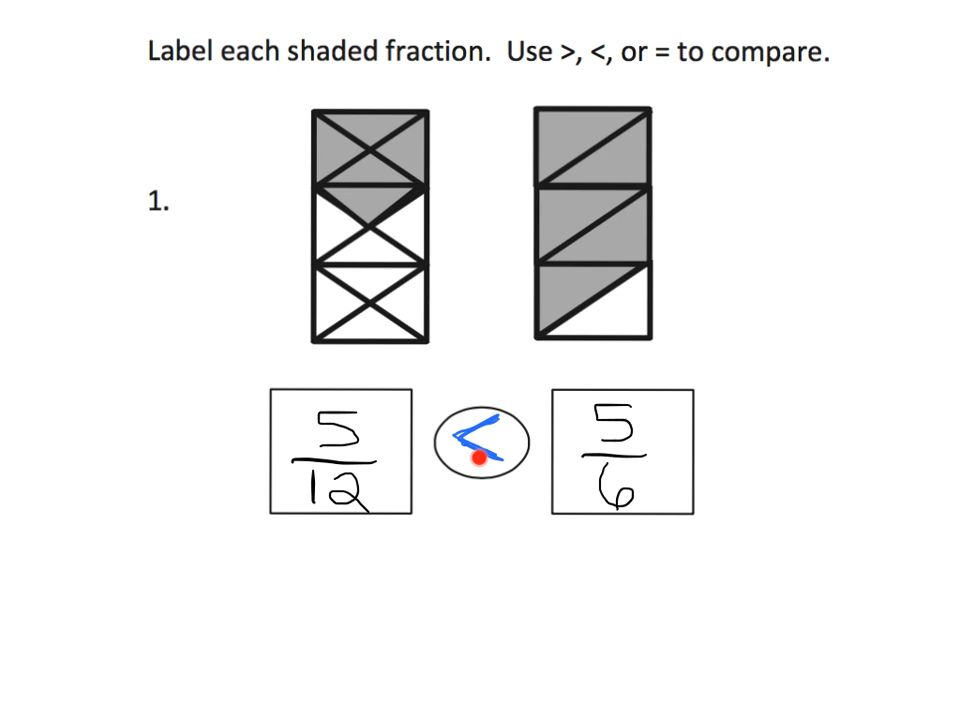 Label each shaded fraction. Use >, <, or = to compare.
1.
5/12 < 5/6